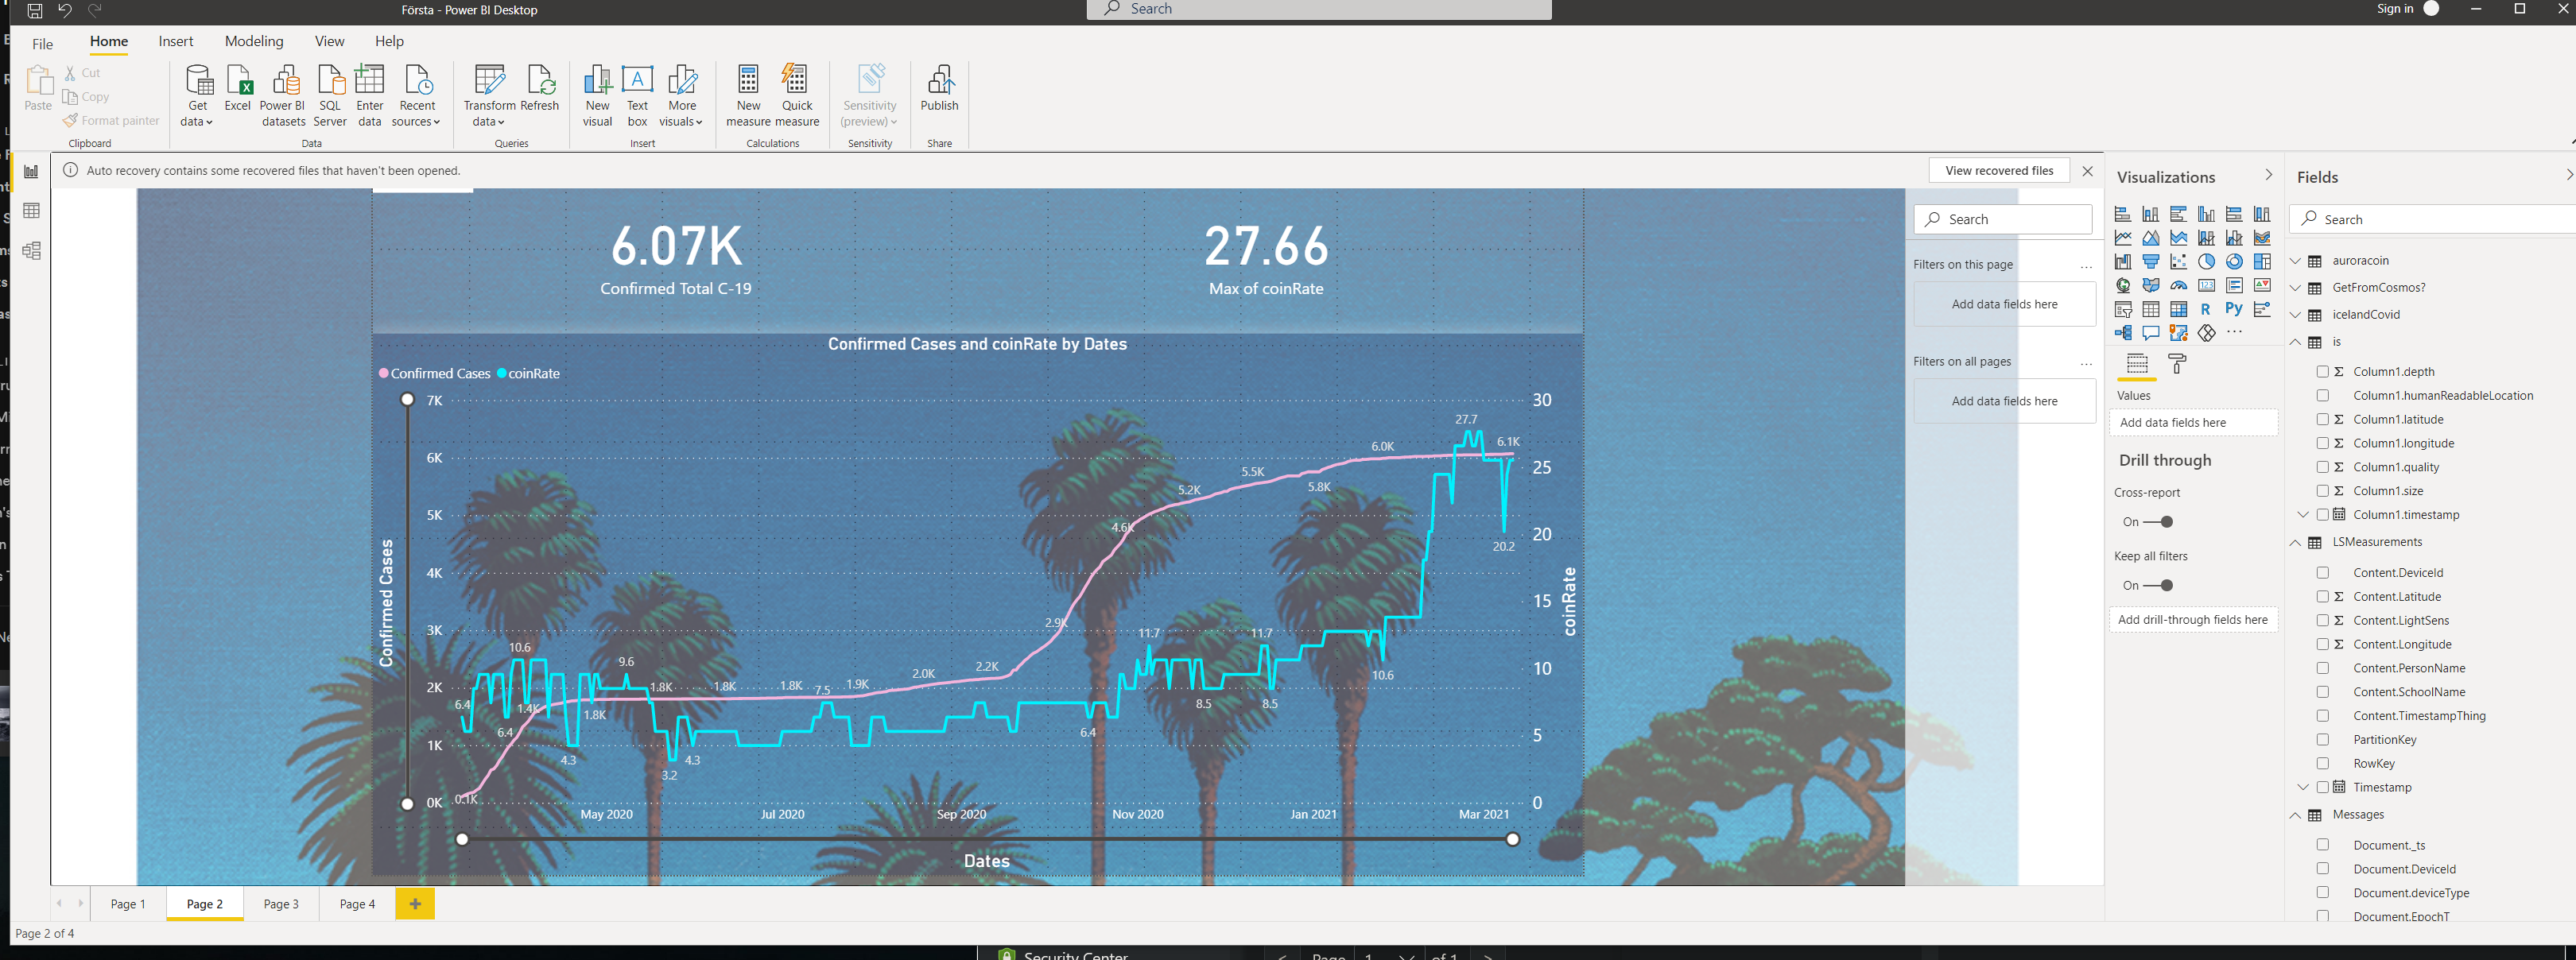 Första - Power BI Desktop
Search
Sign in
File
Home
Insert
Modeling
View
Help
Paste
Cut
Copy
Format painter
Clipboard
Get data
Excel
Power BI datasets
SQL Server
Enter data
Recent sources
Data
Transform data
Refresh
Queries
New visual
Text box
More visuals
Insert
New measure
Quick measure
Calculations
Sensitivity (preview)
Sensitivity
Publish
Share
Auto recovery contains some recovered files that haven't been opened.
View recovered files
6.07K
Confirmed Total C-19
27.66
Max of coinRate
Confirmed Cases and coinRate by Dates
Confirmed Cases
coinRate
7K
6K
5K
4K
3K
2K
1K
0K
Confirmed Cases
30
25
20
15
10
5
0
coinRate
6.4
0.1K
6.4
10.6
1.4K
4.3
1.8K
9.6
1.8K
3.2
4.3
1.8K
1.8K
7.5
1.9K
2.0K
2.2K
2.9K
6.4
4.6K
11.7
5.2K
8.5
5.5K
11.7
8.5
5.8K
6.0K
10.6
27.7
6.1K
20.2
May 2020
Jul 2020
Sep 2020
Nov 2020
Jan 2021
Mar 2021
Dates
Search
Filters on this page
...
Add data fields here
Filters on all pages
...
Add data fields here
Visualizations
123
R
Py
...
Values
Add data fields here
Drill through
Cross-report
On
Keep all filters
On
Add drill-through fields here
Fields
Search
auroracoin
GetFromCosmos?
icelandCovid
is
Column1.depth
Column1.humanReadableLocation
Column1.latitude
Column1.longitude
Column1.quality
Column1.size
Column1.timestamp
LSMeasurements
Content.DeviceId
Content.Latitude
Content.LightSens
Content.Longitude
Content.PersonName
Content.SchoolName
Content.TimestampThing
PartitionKey
RowKey
Timestamp
Messages
Document._ts
Document.DeviceId
Document.deviceType
Document.EpochT
Page 1
Page 2
Page 3
Page 4
+
Page 2 of 4
Security Center
Page 1 of 1